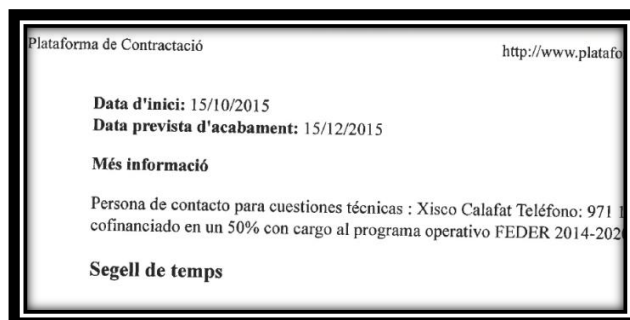 Plataforma de Contractació
http://www.platafo
Data d'inici: 15/10/2015
Data prevista d'acabament: 15/12/2015
Més informació
Persona de contacto para cuestiones técnicas : Xisco Calafat Teléfono: 971 1
cofinanciado en un 50% con cargo al programa operativo FEDER 2014-202
Segell de temps